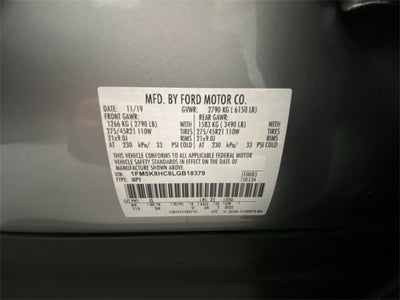 MFD. BY FORD MOTOR CO.
DATE: 11/19 GVWR: 2790 KG ( 6150 LB)
FRONT GAWR: REAR GAWR:
1266 KG ( 2790 LB) 1583 KG ( 3490 LB)
275/45R21 110W TIRES 275/45R21 110W TIRES
21x9.0J RIMS 21x9.0J RIMS
AT 230 kPa/ 33 PSI COLD AT 230 kPa/ 33 PSI COLD
THIS VEHICLE CONFORMS TO ALL APPLICABLE FEDERAL MOTOR
VEHICLE SAFETY STANDARDS IN EFFECT ON THE DATE OF
MANUFACTURE SHOWN ABOVE.
VIN: 1FM5K8HC8LGB18379 F0083
TYPE: MPV T0134